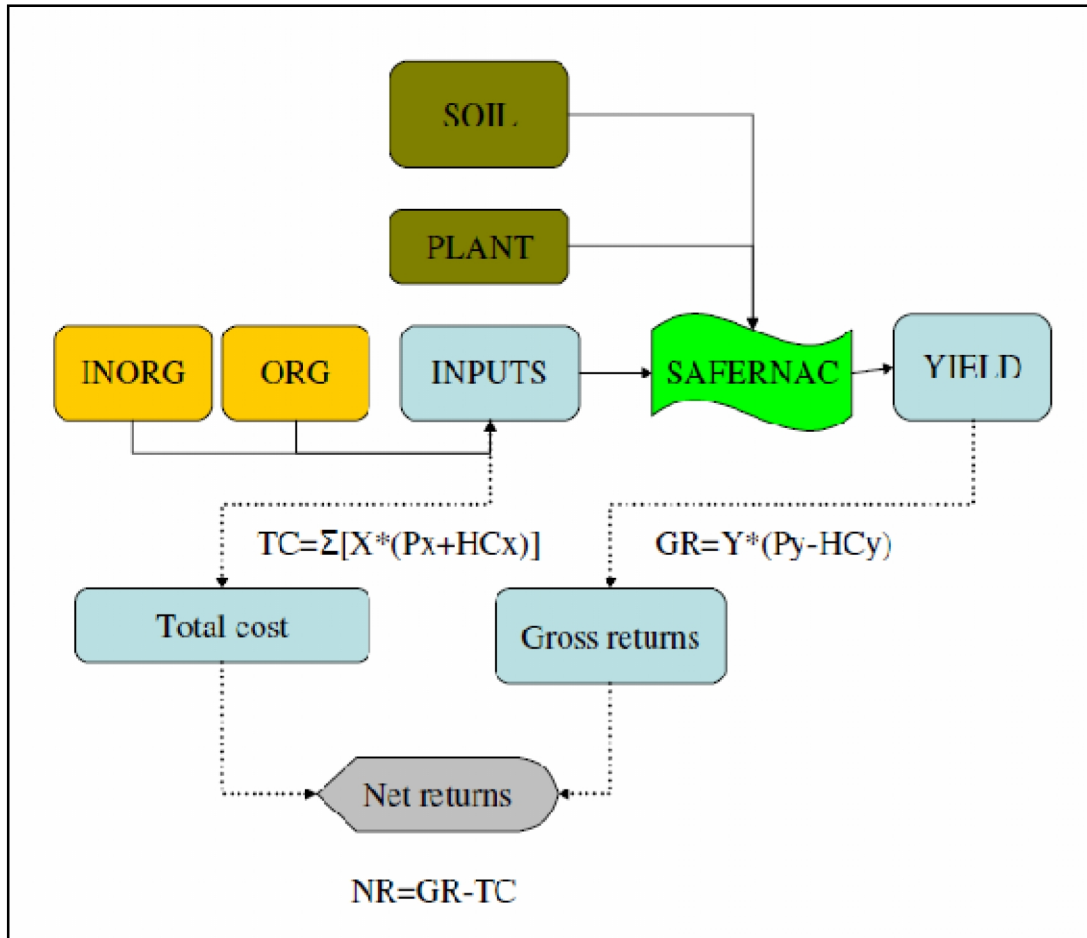 SOIL
PLANT
INORG
ORG
INPUTS
SAFERNAC
YIELD
TC=Σ[X*(Px+HCx)]
GR=Y*(Py-HCy)
Total cost
Gross returns
Net returns
NR=GR-TC